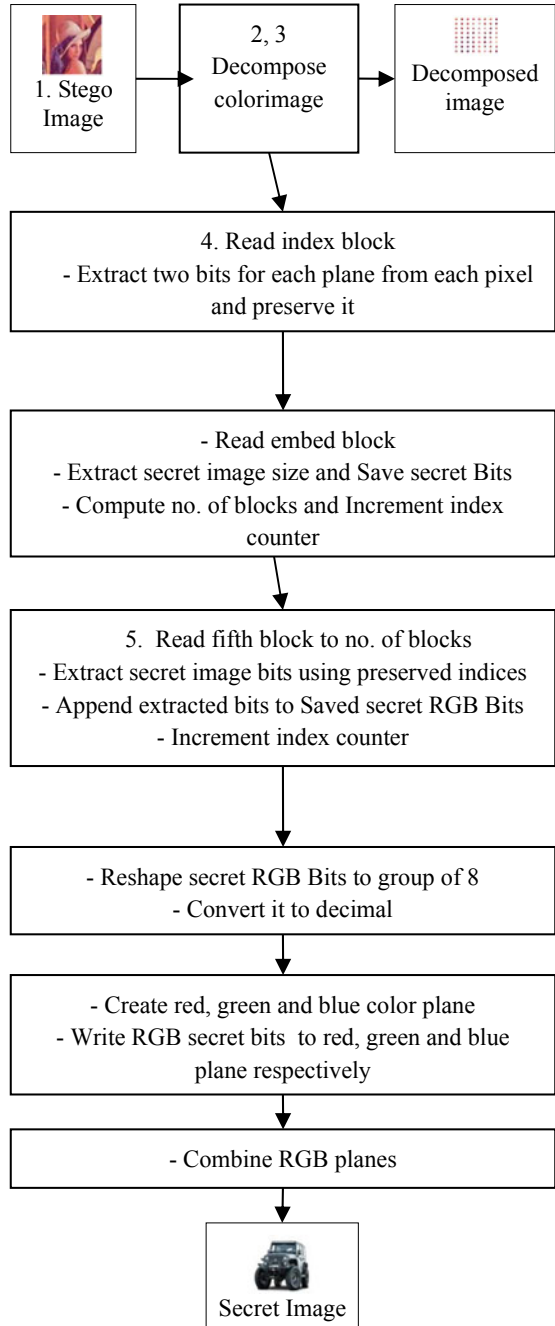 1. Stego
Image
2, 3
Decompose
colorimage
Decomposed
image
4. Read index block
- Extract two bits for each plane from each pixel
and preserve it
- Read embed block
- Extract secret image size and Save secret Bits
- Compute no. of blocks and Increment index
counter
5. Read fifth block to no. of blocks
- Extract secret image bits using preserved indices
- Append extracted bits to Saved secret RGB Bits
- Increment index counter
- Reshape secret RGB Bits to group of 8
- Convert it to decimal
- Create red, green and blue color plane
- Write RGB secret bits to red, green and blue
plane respectively
- Combine RGB planes
Secret Image